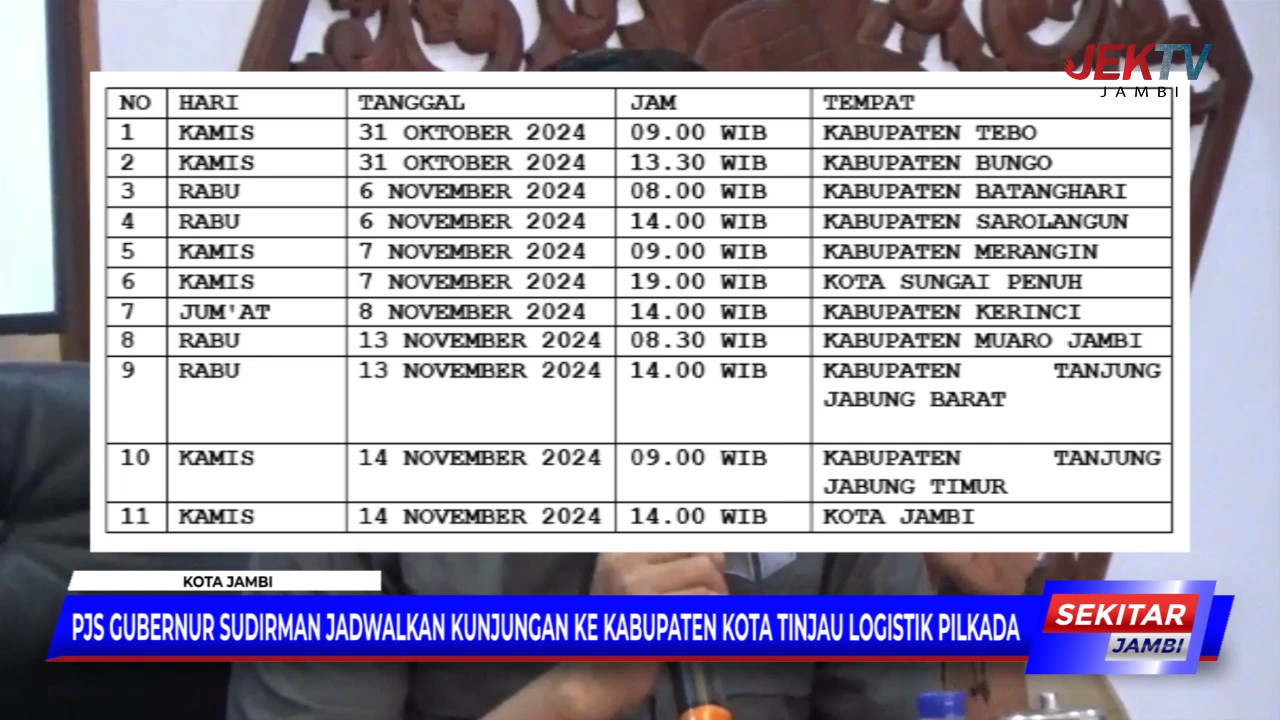 JEKTV
JAMBI
NO HARI TANGGAL JAM TEMPAT
1 KAMIS 31 OKTOBER 2024 09.00 WIB KABUPATEN TEBO
2 KAMIS 31 OKTOBER 2024 13.30 WIB KABUPATEN BUNGO
3 RABU 6 NOVEMBER 2024 08.00 WIB KABUPATEN BATANGHARI
4 RABU 6 NOVEMBER 2024 14.00 WIB KABUPATEN SAROLANGUN
5 KAMIS 7 NOVEMBER 2024 09.00 WIB KABUPATEN MERANGIN
6 KAMIS 7 NOVEMBER 2024 19.00 WIB KOTA SUNGAI PENUH
7 JUM'AT 8 NOVEMBER 2024 14.00 WIB KABUPATEN KERINCI
8 RABU 13 NOVEMBER 2024 08.30 WIB KABUPATEN MUARO JAMBI
9 RABU 13 NOVEMBER 2024 14.00 WIB KABUPATEN TANJUNG
JABUNG BARAT
10 KAMIS 14 NOVEMBER 2024 09.00 WIB KABUPATEN TANJUNG
JABUNG TIMUR
11 KAMIS 14 NOVEMBER 2024 14.00 WIB KOTA JAMBI
KOTA JAMBI
PJS GUBERNUR SUDIRMAN JADWALKAN KUNJUNGAN KE KABUPATEN KOTA TINJAU LOGISTIK PILKADA
SEKITAR
JAMBI